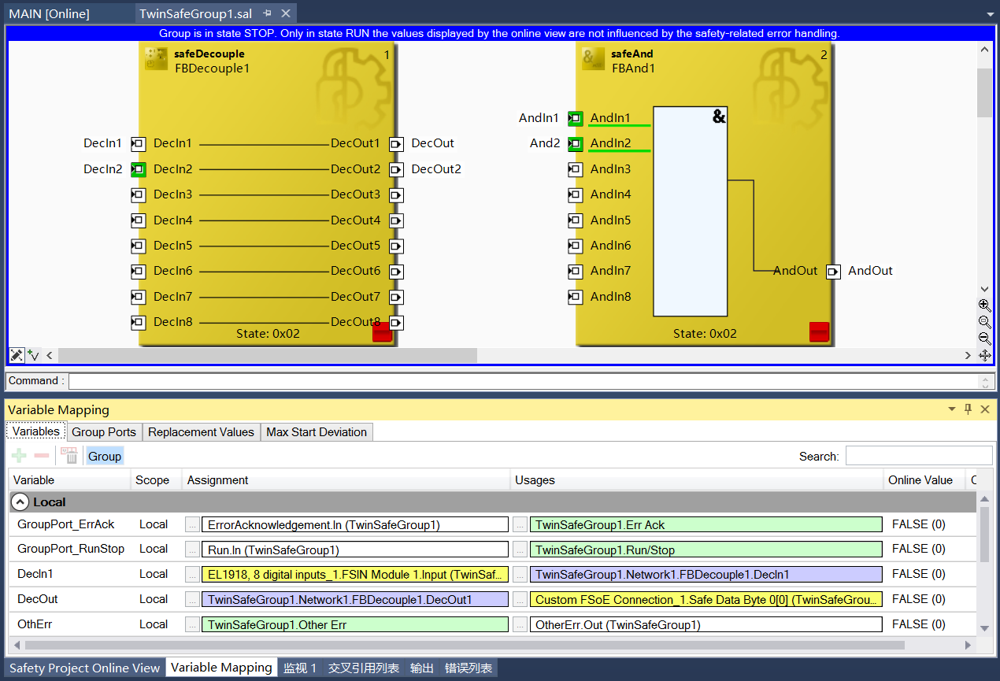 MAIN [Online] TwinSafeGroup1.sal
Group is in state STOP. Only in state RUN the values displayed by the online view are not influenced by the safety-related error handling.
safeDecouple 1 safeAnd 2
FBDecouple1 FBAnd1
&
AndIn1 AndIn1
DecIn1 DecIn1 DecOut1 DecOut And2 AndIn2
DecIn2 DecIn2 DecOut2 DecOut2 AndIn3
DecIn3 DecOut3 AndIn4
DecIn4 DecOut4 AndIn5
DecIn5 DecOut5 AndIn6
DecIn6 DecOut6 AndIn7 AndOut AndOut
DecIn7 DecOut7 AndIn8
DecIn8 DecOut8
State: 0x02 State: 0x02
Command :
Variable Mapping
Variables Group Ports Replacement Values Max Start Deviation
Group Search:
Variable Scope Assignment Usages Online Value
Local
GroupPort_ErrAck Local ... ErrorAcknowledgement.In (TwinSafeGroup1) ... TwinSafeGroup1.Err Ack FALSE (0)
GroupPort_RunStop Local ... Run.In (TwinSafeGroup1) ... TwinSafeGroup1.Run/Stop FALSE (0)
DecIn1 Local ... EL1918, 8 digital inputs_1.FSIN Module 1.Input (TwinSaf... ... TwinSafeGroup1.Network1.FBDecouple1.DecIn1 FALSE (0)
DecOut Local ... TwinSafeGroup1.Network1.FBDecouple1.DecOut1 ... Custom FSoE Connection_1.Safe Data Byte 0[0] (TwinSafeGrou... FALSE (0)
OthErr Local ... TwinSafeGroup1.Other Err ... OtherErr.Out (TwinSafeGroup1) FALSE (0)
Safety Project Online View Variable Mapping 监视 1 交叉引用列表 输出 错误列表